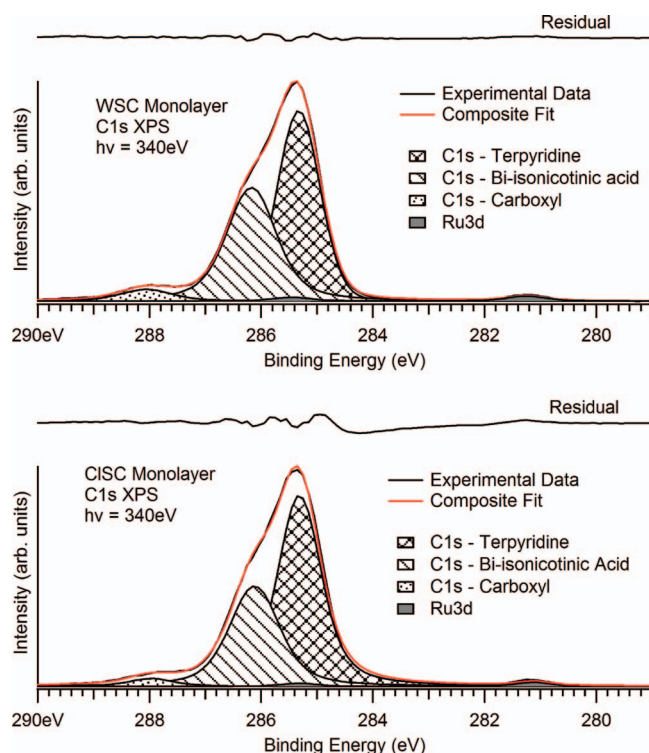 Residual
WSC Monolayer
C1s XPS
hν = 340eV
Experimental Data
Composite Fit
C1s - Terpyridine
C1s - Bi-isonicotinic acid
C1s - Carboxyl
Ru3d
Intensity (arb. units)
290eV 288 286 284 282 280
Binding Energy (eV)
Residual
CISC Monolayer
C1s XPS
hν = 340eV
Experimental Data
Composite Fit
C1s - Terpyridine
C1s - Bi-isonicotinic Acid
C1s - Carboxyl
Ru3d
Intensity (arb. units)
290eV 288 286 284 282 280
Binding Energy (eV)